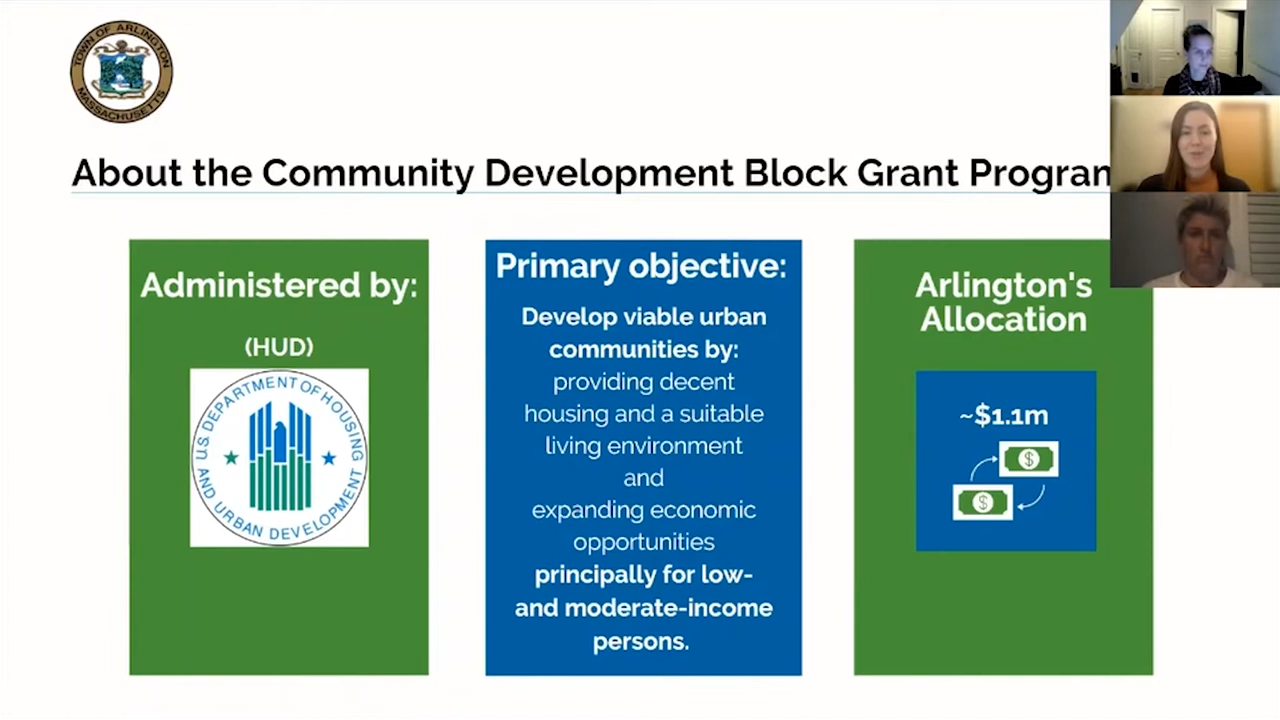 TOWN OF ARLINGTON
MASSACHUSETTS
About the Community Development Block Grant Program
Administered by:
(HUD)
U.S. DEPARTMENT OF HOUSING
AND URBAN DEVELOPMENT
Primary objective:
Develop viable urban
communities by:
providing decent
housing and a suitable
living environment
and
expanding economic
opportunities
principally for low-
and moderate-income
persons.
Arlington's
Allocation
~$1.1m
$
$